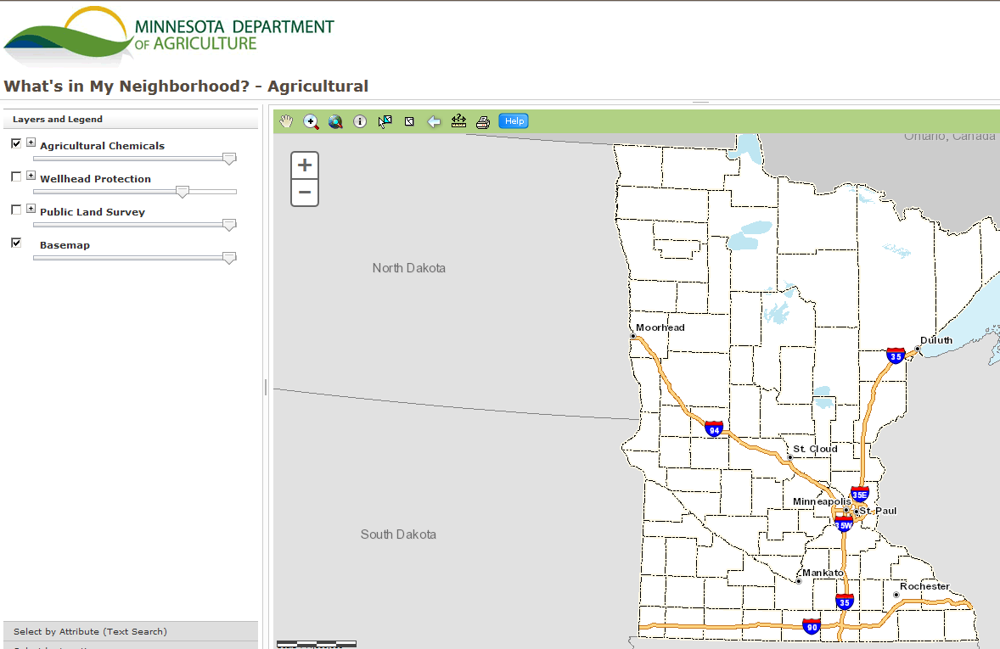 MINNESOTA DEPARTMENT
OF AGRICULTURE
What's in My Neighborhood? - Agricultural
Layers and Legend
Agricultural Chemicals
Wellhead Protection
Public Land Survey
Basemap
Select by Attribute (Text Search)
Help
Ontario, Canada
North Dakota
Moorhead
Duluth
35
94
St. Cloud
35E
Minneapolis
St. Paul
35W
South Dakota
Mankato
Rochester
35
90